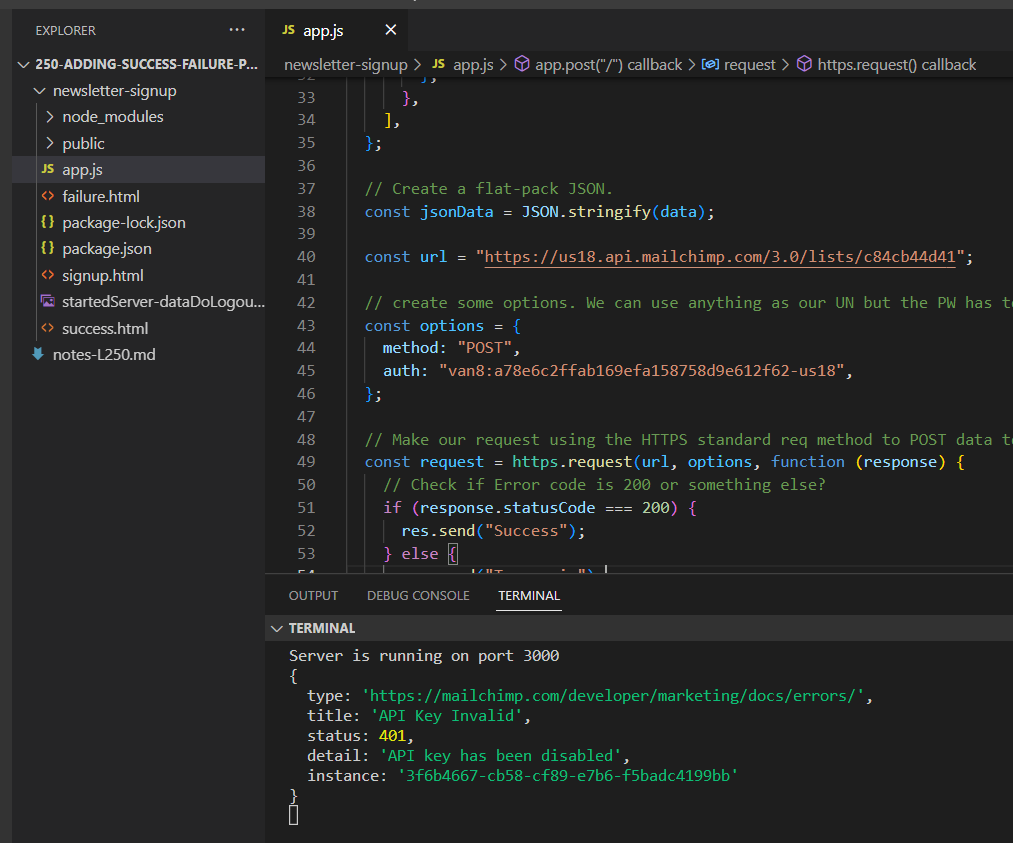 EXPLORER
···
250-ADDING-SUCCESS-FAILURE-P...
newsletter-signup
node_modules
public
JS app.js
<> failure.html
{} package-lock.json
{} package.json
<> signup.html
startedServer-dataDoLogou...
<> success.html
notes-L250.md
JS app.js
newsletter-signup > JS app.js > app.post("/") callback > request > https.request() callback
32 },
33 },
34 ],
35 };
36
37 // Create a flat-pack JSON.
38 const jsonData = JSON.stringify(data);
39
40 const url = "https://us18.api.mailchimp.com/3.0/lists/c84cb44d41";
41
42 // create some options. We can use anything as our UN but the PW has
43 const options = {
44 method: "POST",
45 auth: "van8:a78e6c2ffab169efa158758d9e612f62-us18",
46 };
47
48 // Make our request using the HTTPS standard req method to POST data
49 const request = https.request(url, options, function (response) {
50 // Check if Error code is 200 or something else?
51 if (response.statusCode === 200) {
52 res.send("Success");
53 } else {
54
OUTPUT DEBUG CONSOLE TERMINAL
TERMINAL
Server is running on port 3000
{
type: 'https://mailchimp.com/developer/marketing/docs/errors/',
title: 'API Key Invalid',
status: 401,
detail: 'API key has been disabled',
instance: '3f6b4667-cb58-cf89-e7b6-f5badc4199bb'
}